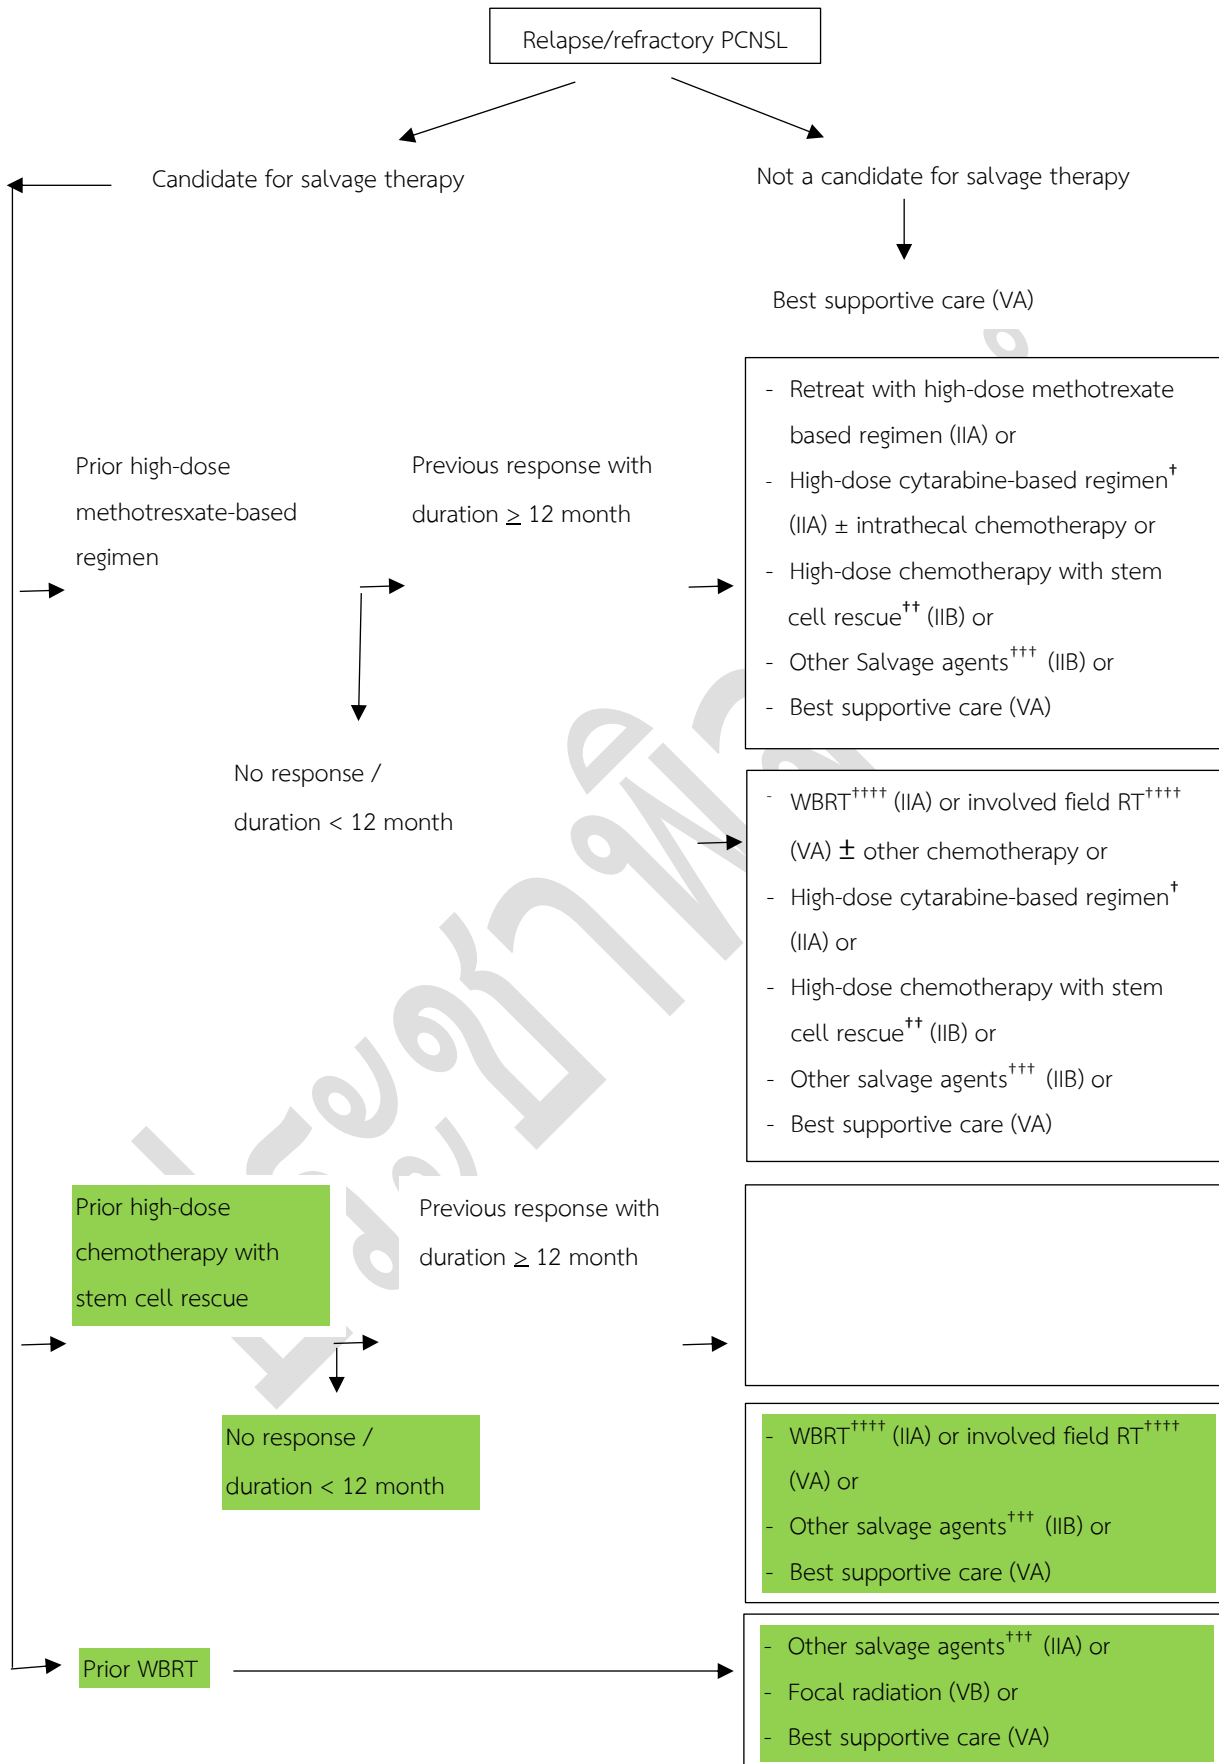 Relapse/refractory PCNSL
Candidate for salvage therapy
Not a candidate for salvage therapy
Best supportive care (VA)
Prior high-dose
methotresxate-based
regimen
Previous response with
duration ≥ 12 month
- Retreat with high-dose methotrexate
based regimen (IIA) or
- High-dose cytarabine-based regimen†
(IIA) ± intrathecal chemotherapy or
- High-dose chemotherapy with stem
cell rescue†† (IIB) or
- Other Salvage agents††† (IIB) or
- Best supportive care (VA)
No response /
duration < 12 month
- WBRT†††† (IIA) or involved field RT††††
(VA) ± other chemotherapy or
- High-dose cytarabine-based regimen†
(IIA) or
- High-dose chemotherapy with stem
cell rescue†† (IIB) or
- Other salvage agents††† (IIB) or
- Best supportive care (VA)
Prior high-dose
chemotherapy with
stem cell rescue
Previous response with
duration ≥ 12 month
No response /
duration < 12 month
- WBRT†††† (IIA) or involved field RT††††
(VA) or
- Other salvage agents††† (IIB) or
- Best supportive care (VA)
Prior WBRT
- Other salvage agents††† (IIA) or
- Focal radiation (VB) or
- Best supportive care (VA)